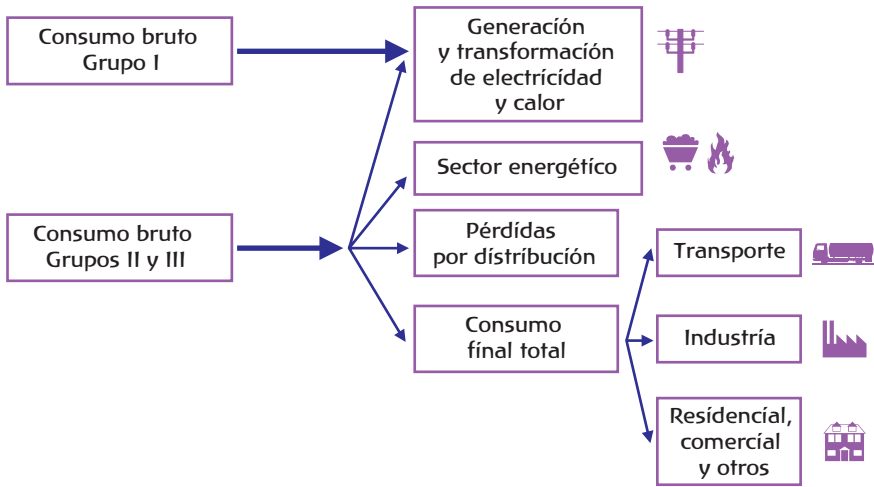 Consumo bruto
Grupo I
Generación
y transformación
de electricidad
y calor
Sector energético
Consumo bruto
Grupos II y III
Pérdidas
por distribución
Consumo
final total
Transporte
Industria
Residencial,
comercial
y otros